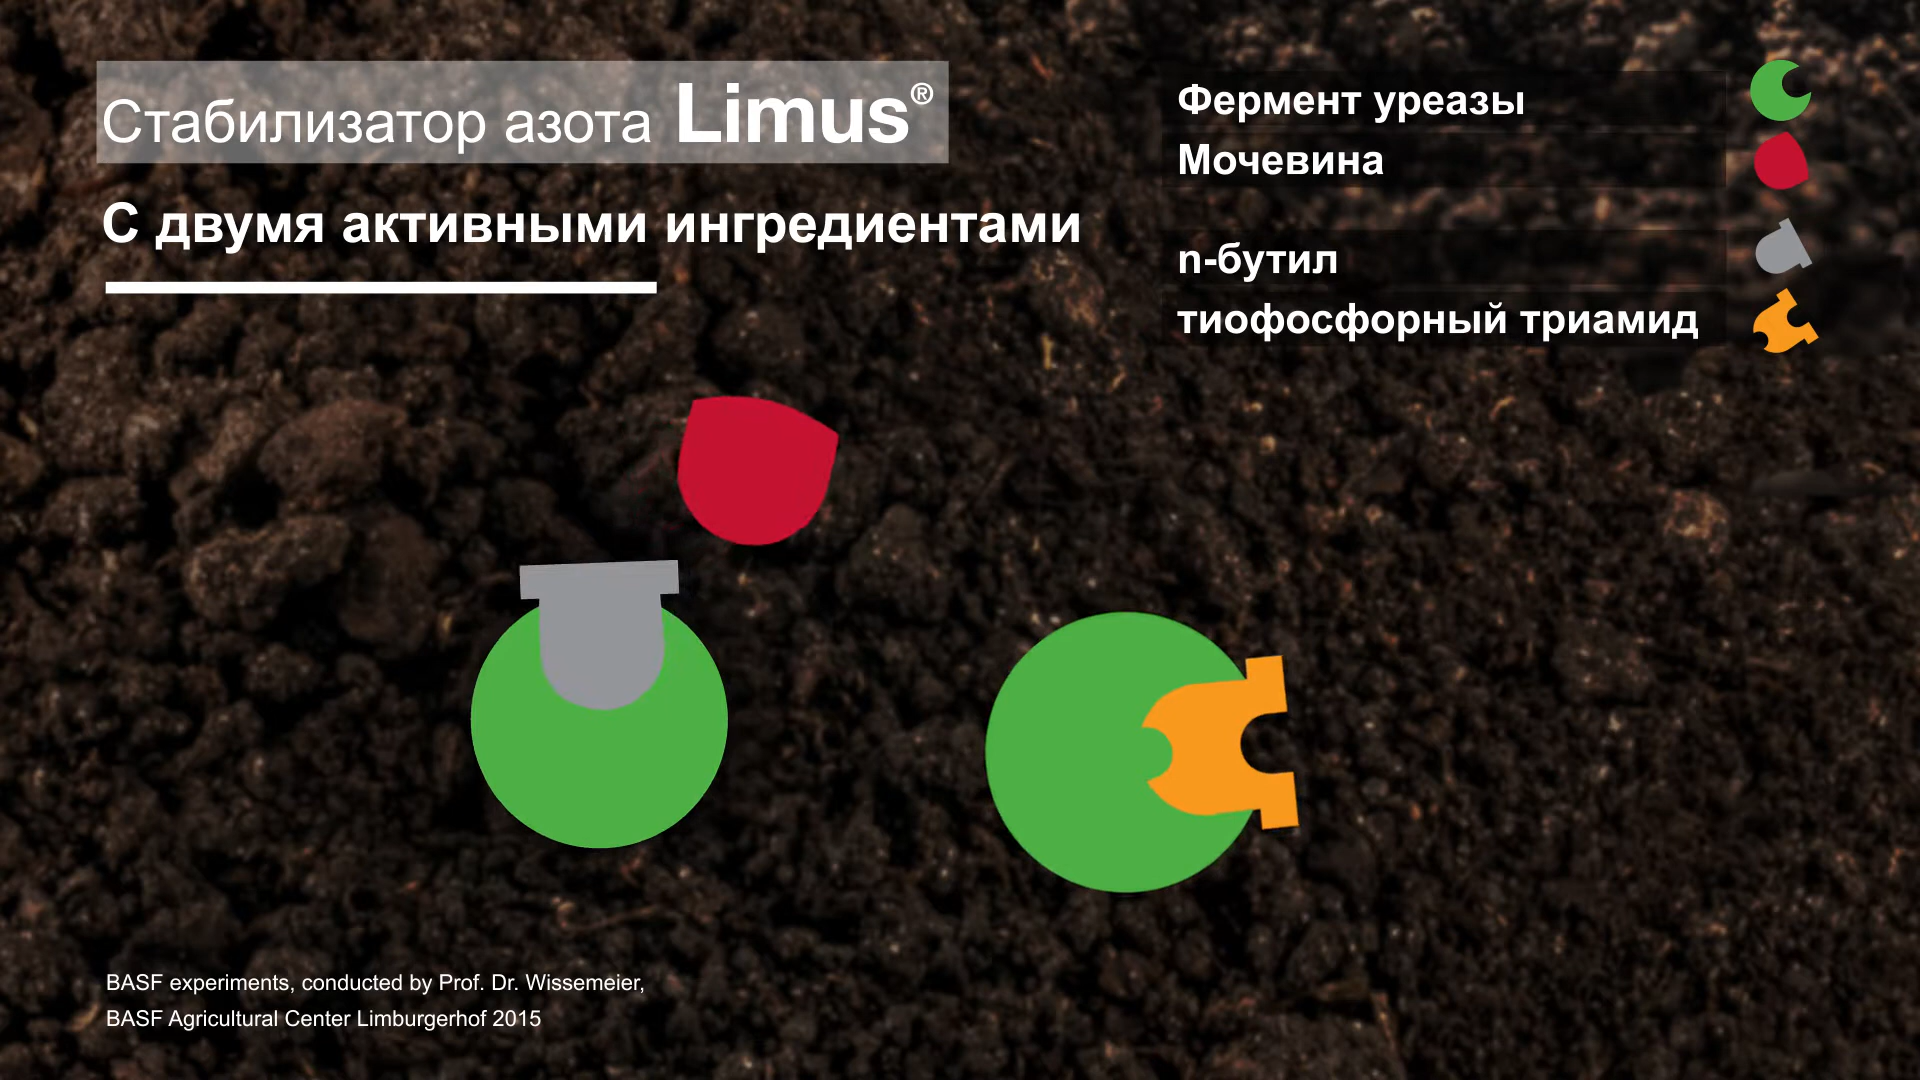 Стабилизатор азота Limus®
С двумя активными ингредиентами
Фермент уреазы
Мочевина
n-бутил
тиофосфорный триамид
BASF experiments, conducted by Prof. Dr. Wissemeier,
BASF Agricultural Center Limburgerhof 2015